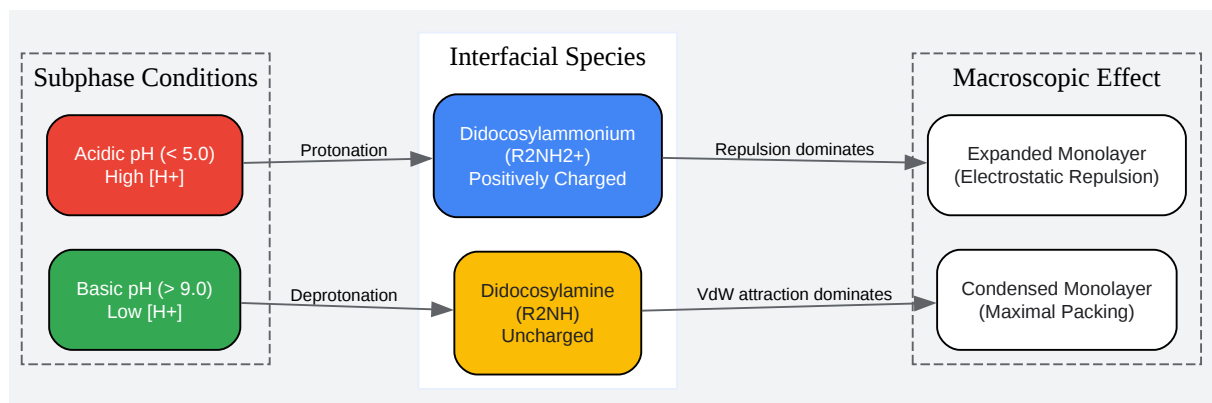 Subphase Conditions
Acidic pH (< 5.0)
High [H+]
Basic pH (> 9.0)
Low [H+]
Protonation
Deprotonation
Interfacial Species
Didocosylammonium
(R2NH2+)
Positively Charged
Didocosylamine
(R2NH)
Uncharged
Repulsion dominates
VdW attraction dominates
Macroscopic Effect
Expanded Monolayer
(Electrostatic Repulsion)
Condensed Monolayer
(Maximal Packing)